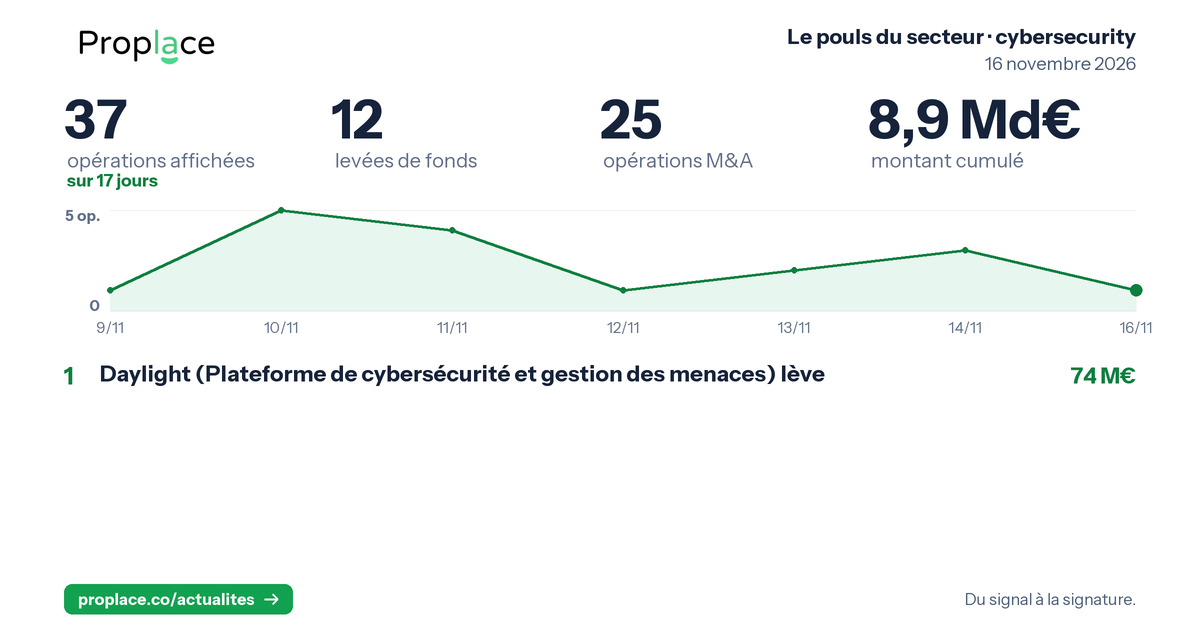 Proplace
Le pouls du secteur · cybersecurity
16 novembre 2026
37
opérations affichées
sur 17 jours
12
levées de fonds
25
opérations M&A
8,9 Md€
montant cumulé
5 op.
0
9/11
10/11
11/11
12/11
13/11
14/11
16/11
1 Daylight (Plateforme de cybersécurité et gestion des menaces) lève 74 M€
proplace.co/actualites →
Du signal à la signature.